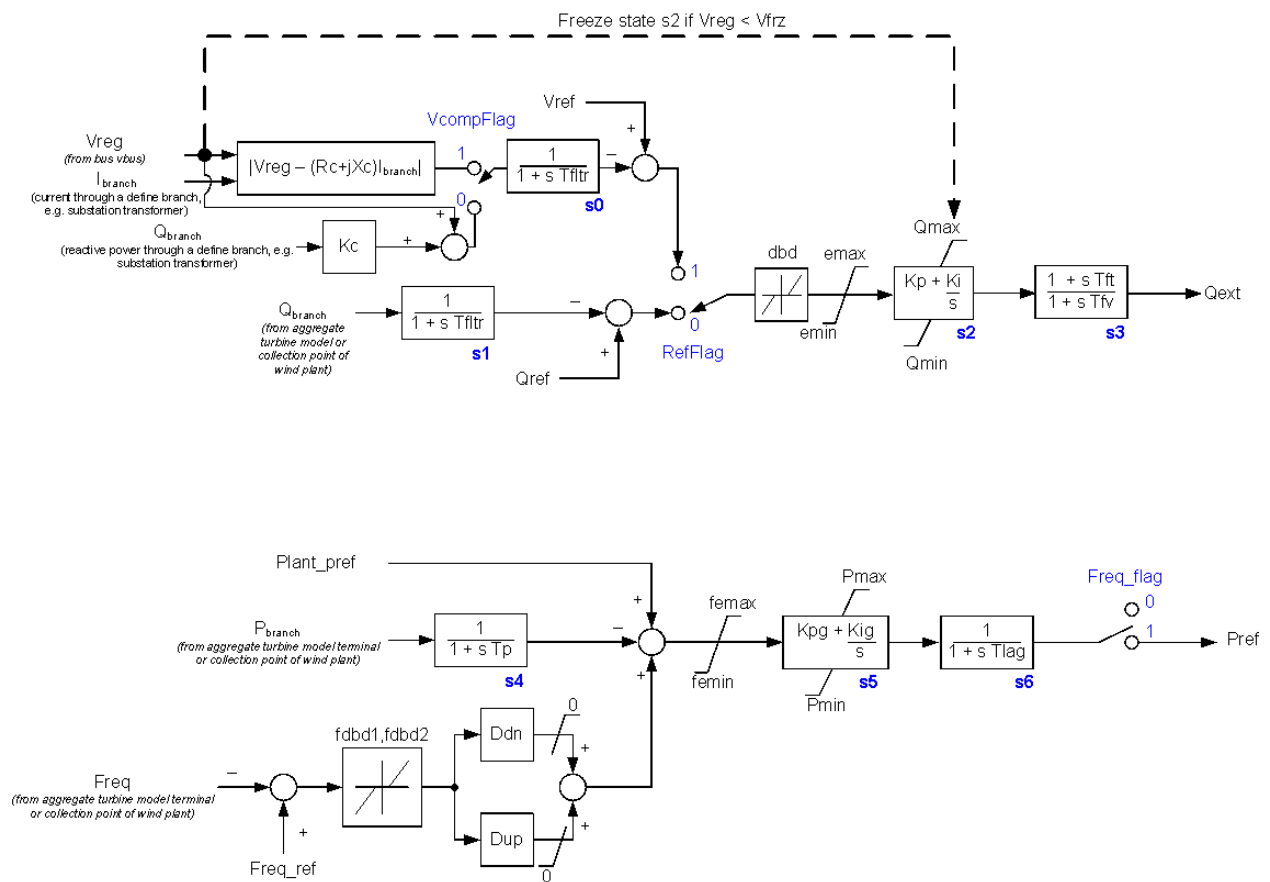 Freeze state s2 if Vreg < Vfrz
Vref
+
VcompFlag
Vreg
(from bus vbus)
Ibranch
(current through a define branch,
e.g. substation transformer)
|Vreg – (Rc+jXc)Ibranch|
1
0
1
1 + s Tfltr
s0
–
+
Qbranch
(reactive power through a define branch, e.g.
substation transformer)
Kc
+
Qbranch
(from aggregate
turbine model or
collection point of
wind plant)
1
1 + s Tfltr
s1
–
+
Qref
1
0
RefFlag
dbd
emax
emin
Qmax
Kp + Ki
s
s2
Qmin
1 + s Tft
1 + s Tfv
s3
Qext
Plant_pref
+
Pbranch
(from aggregate turbine model terminal
or collection point of wind plant)
1
1 + s Tp
s4
–
+
femax
femin
Pmax
Kpg + Kig
s
s5
Pmin
1
1 + s Tlag
s6
Freq_flag
0
1
Pref
fdbd1,fdbd2
Ddn
0
+
Freq
(from aggregate turbine model terminal
or collection point of wind plant)
–
+
Freq_ref
Dup
0
+